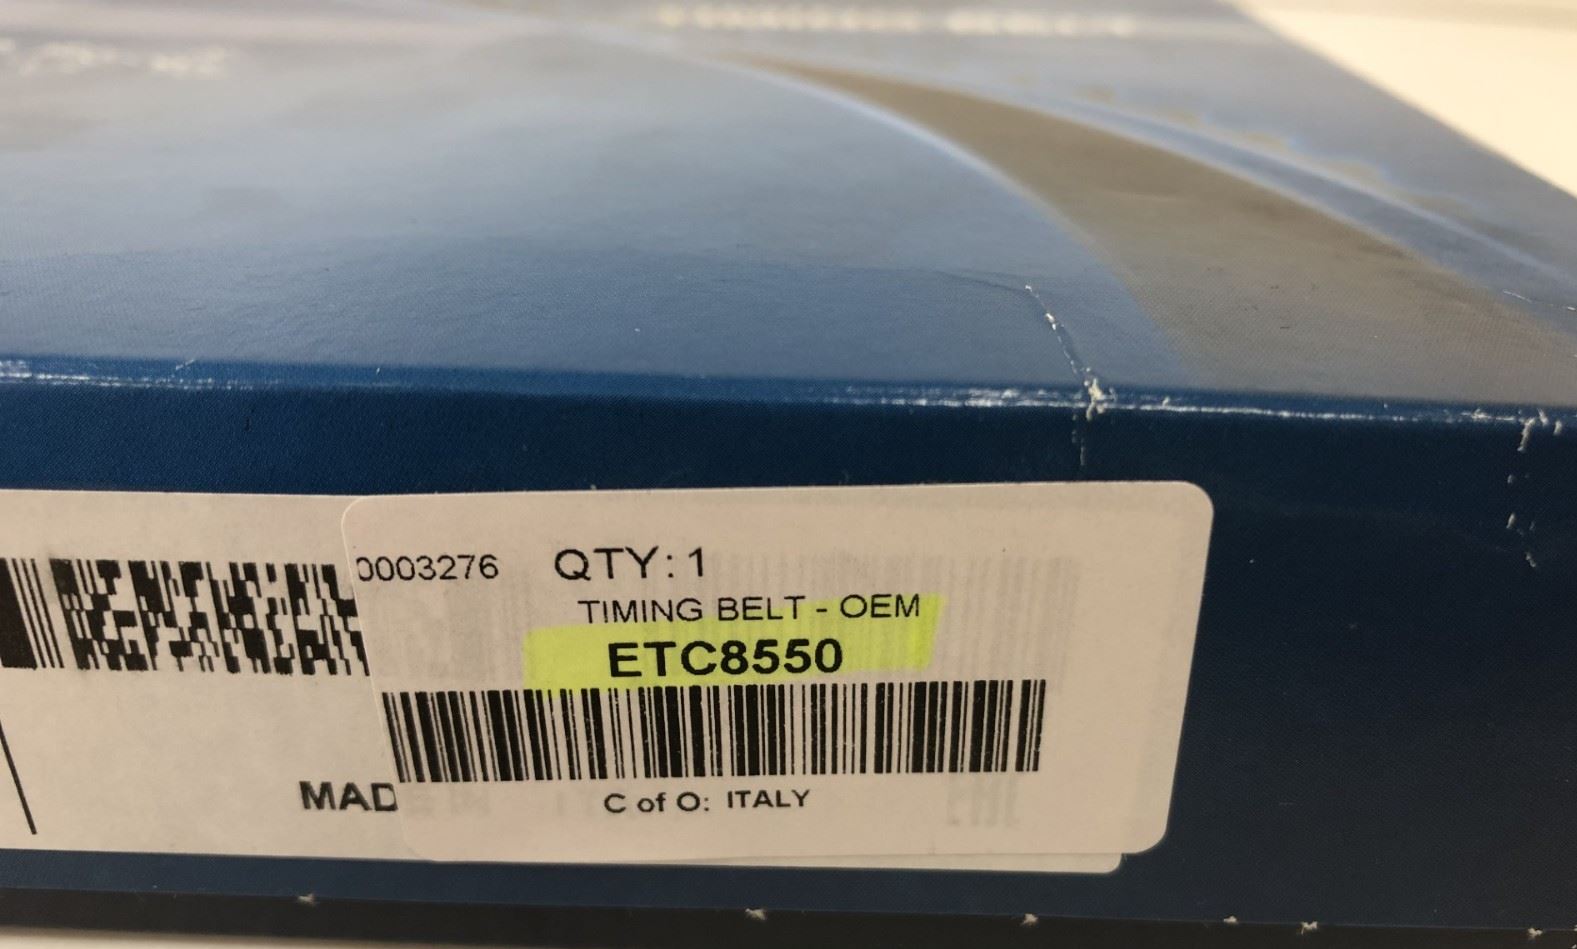 0003276 QTY: 1
TIMING BELT - OEM
ETC8550
MAD
C of O: ITALY